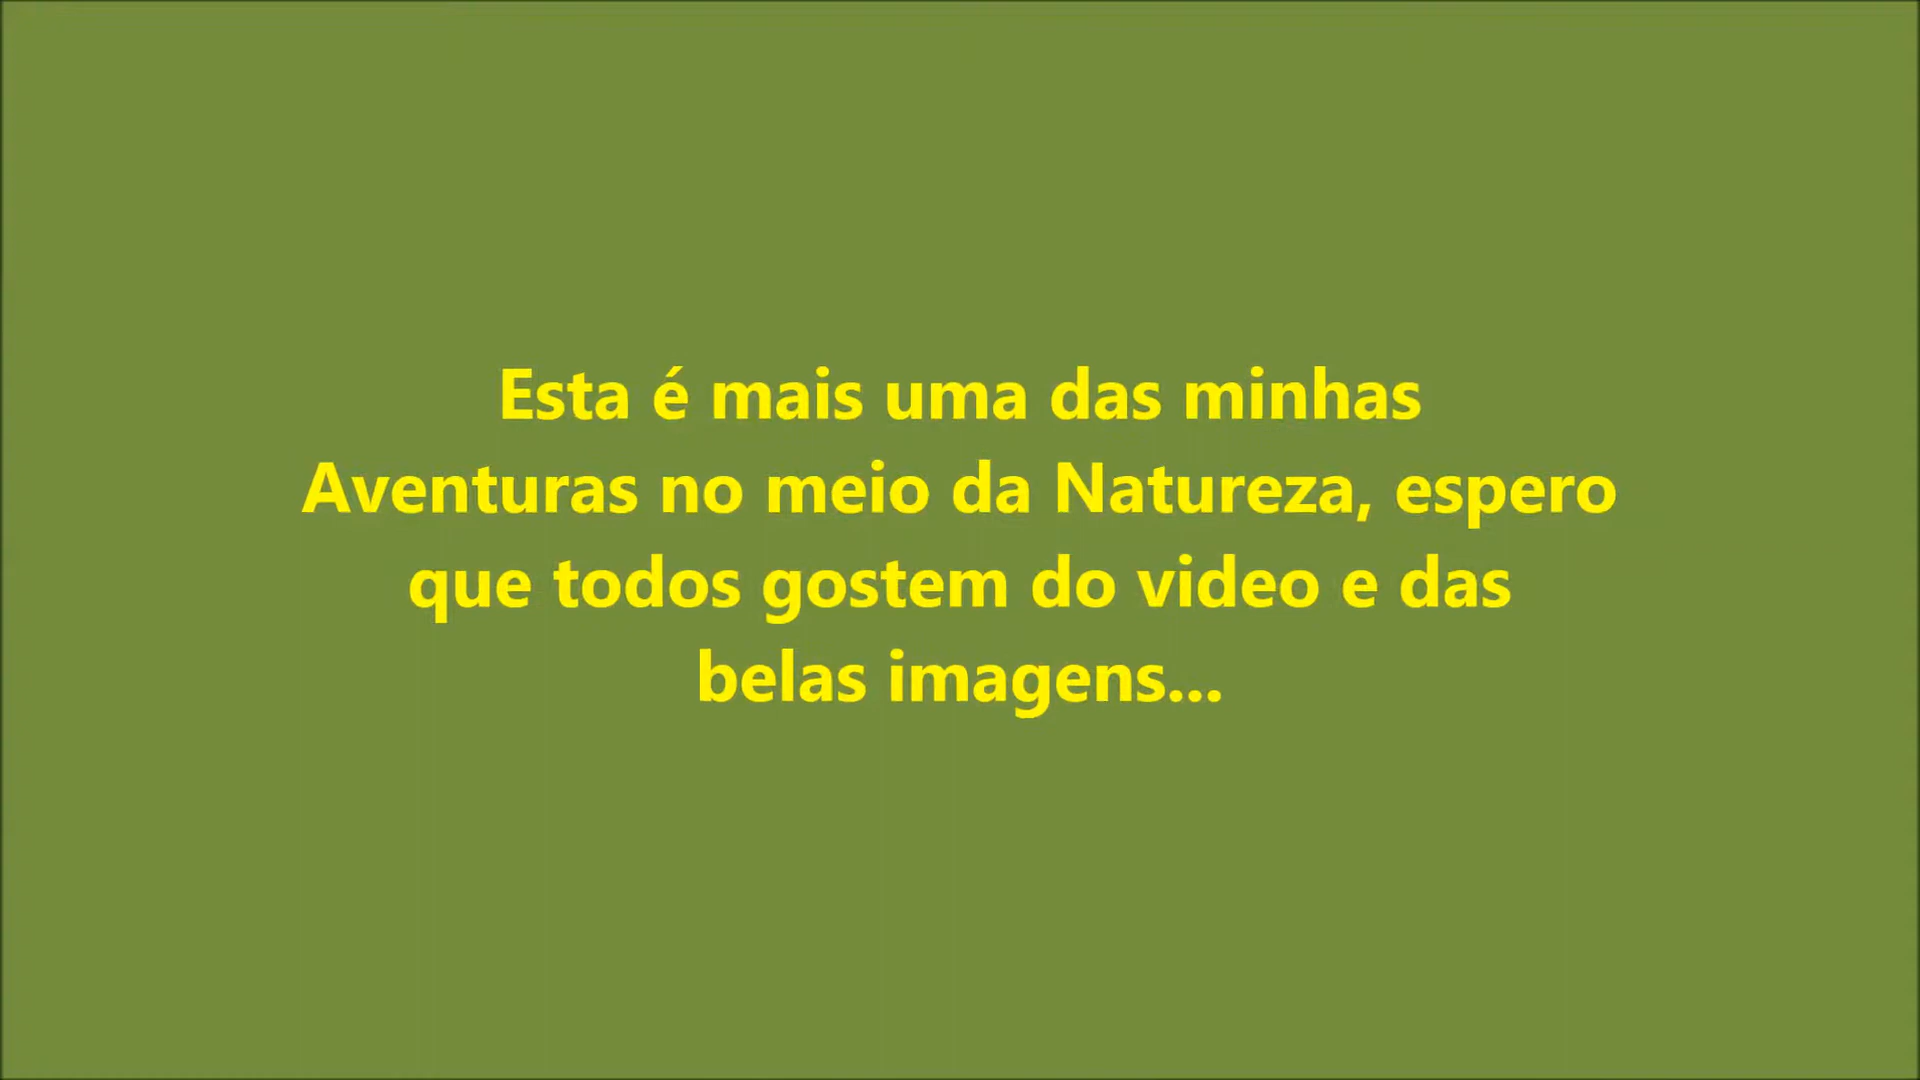 Esta é mais uma das minhas
Aventuras no meio da Natureza, espero
que todos gostem do video e das
belas imagens...